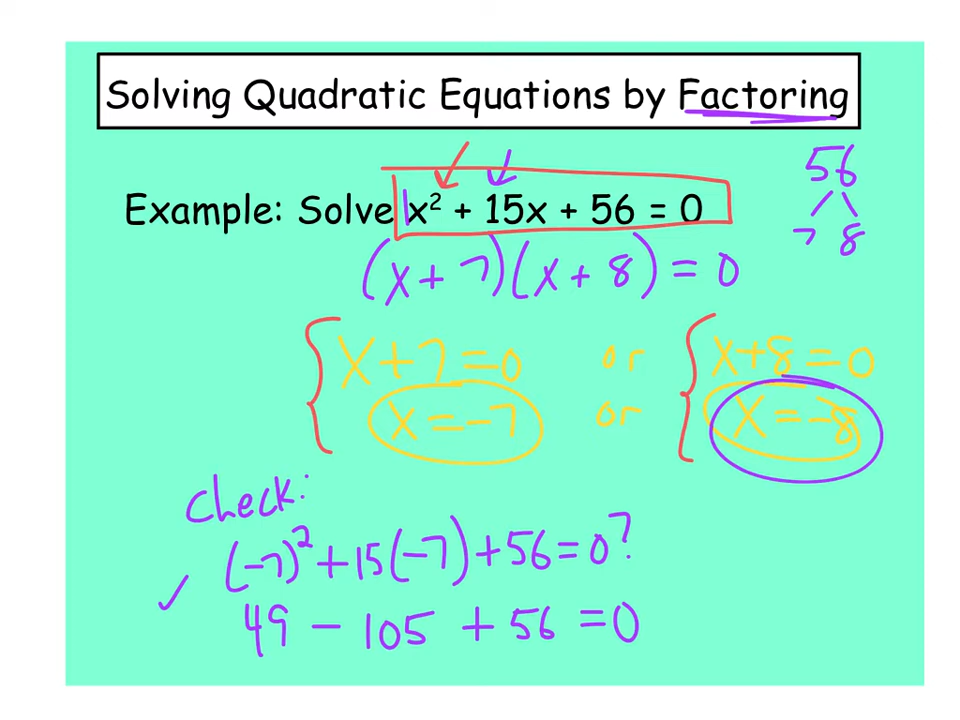 Solving Quadratic Equations by Factoring
Example: Solve 1x² + 15x + 56 = 0
56
7 8
(x + 7)(x + 8) = 0
x + 7 = 0 or x + 8 = 0
x = -7 or x = -8
Check:
(-7)² + 15(-7) + 56 = 0?
✓ 49 - 105 + 56 = 0